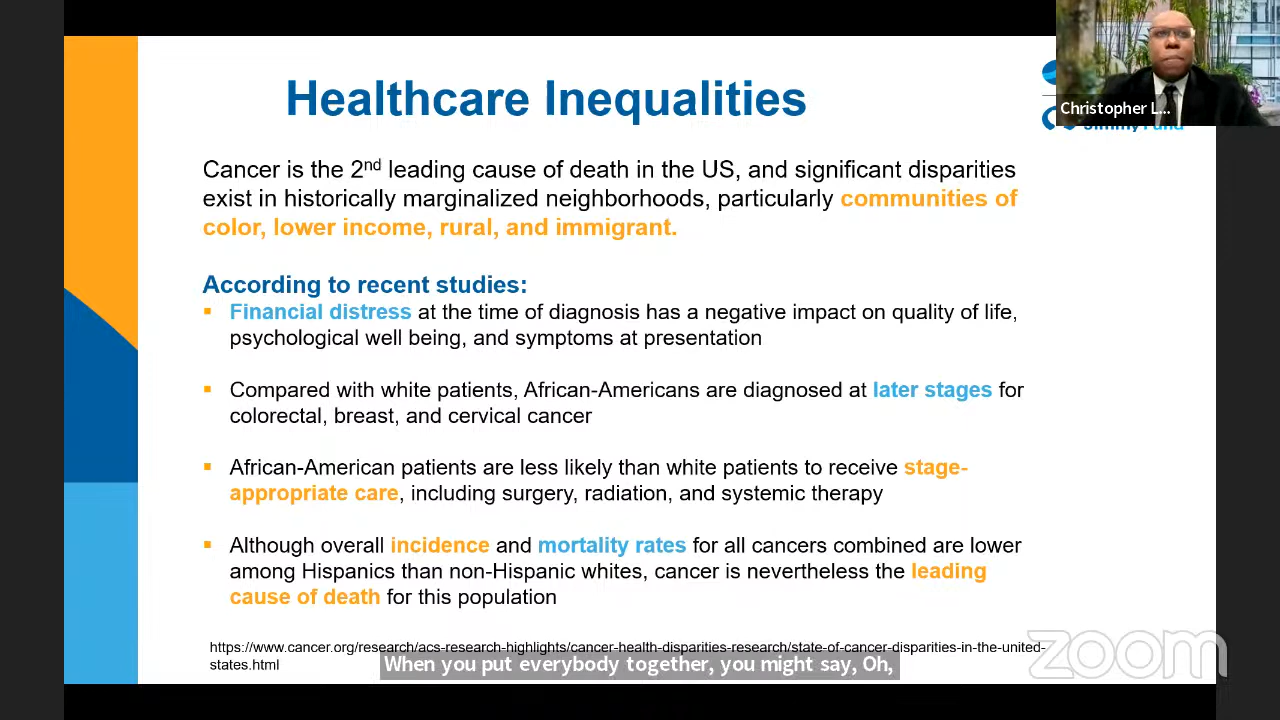 Healthcare Inequalities
Christopher L...
Jimmy Fund
Cancer is the 2nd leading cause of death in the US, and significant disparities
exist in historically marginalized neighborhoods, particularly communities of
color, lower income, rural, and immigrant.
According to recent studies:
▪ Financial distress at the time of diagnosis has a negative impact on quality of life,
psychological well being, and symptoms at presentation
▪ Compared with white patients, African-Americans are diagnosed at later stages for
colorectal, breast, and cervical cancer
▪ African-American patients are less likely than white patients to receive stage-
appropriate care, including surgery, radiation, and systemic therapy
▪ Although overall incidence and mortality rates for all cancers combined are lower
among Hispanics than non-Hispanic whites, cancer is nevertheless the leading
cause of death for this population
https://www.cancer.org/research/acs-research-highlights/cancer-health-disparities-research/state-of-cancer-disparities-in-the-united-
states.html
When you put everybody together, you might say, Oh,
zoom